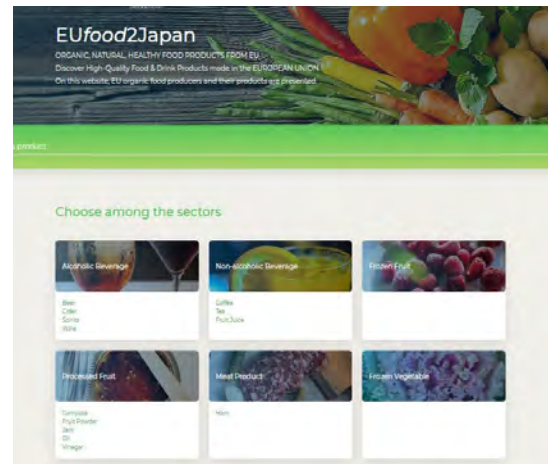 EUfood2Japan
ORGANIC, NATURAL, HEALTHY FOOD PRODUCTS FROM EU
Discover High-Quality Food & Drink Products made in the EUROPEAN UNION
On this website, EU organic food producers and their products are presented
product
Choose among the sectors
Alcoholic Beverage
Beer
Cider
Spirits
Wine
Non-alcoholic Beverage
Coffee
Tea
Fruit Juice
Frozen Fruit
Processed Fruit
Compote
Fruit Powder
Jam
Oil
Vinegar
Meat Product
Ham
Frozen Vegetable